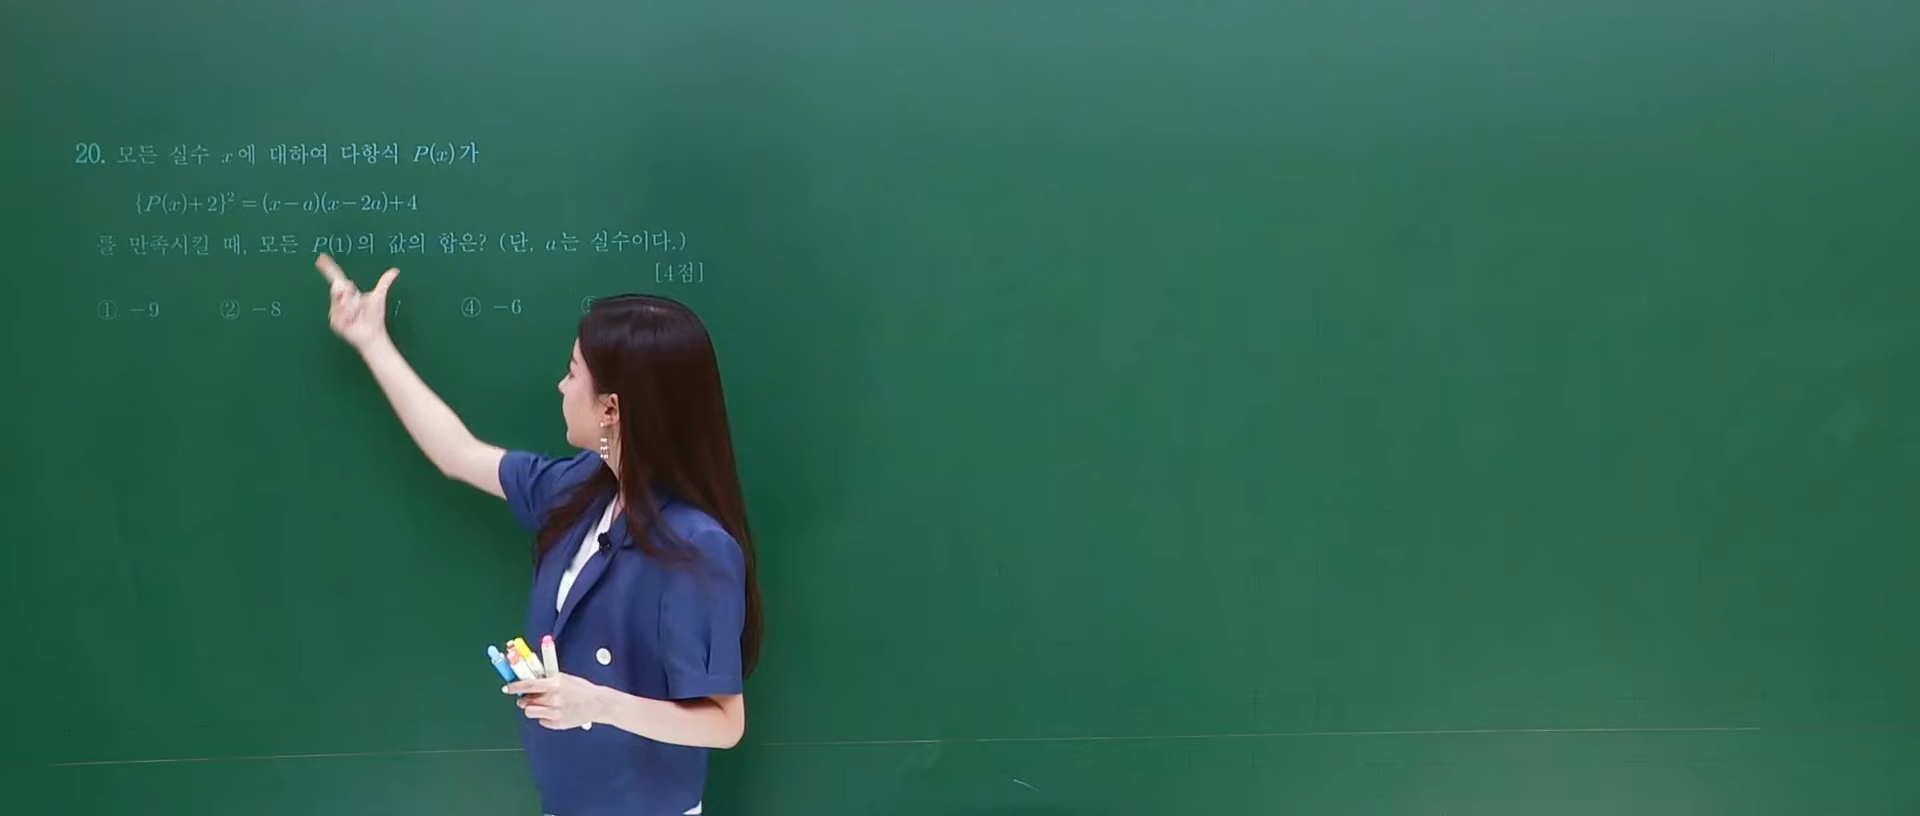 20. 모든 실수 x에 대하여 다항식 P(x)가
{P(x)+2}² = (x−a)(x−2a)+4
를 만족시킬 때, 모든 P(1)의 값의 합은? (단, a는 실수이다.)
[4점]
① −9 ② −8 ④ −6